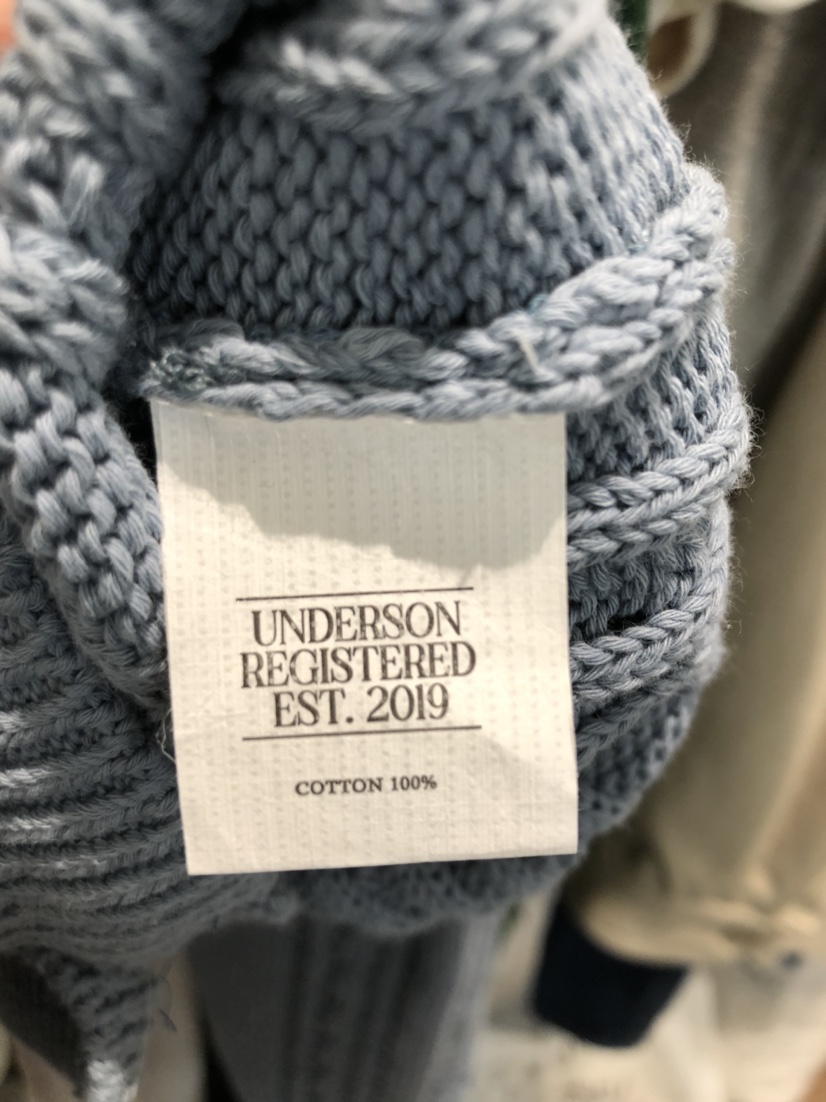 UNDERSON
REGISTERED
EST. 2019
COTTON 100%